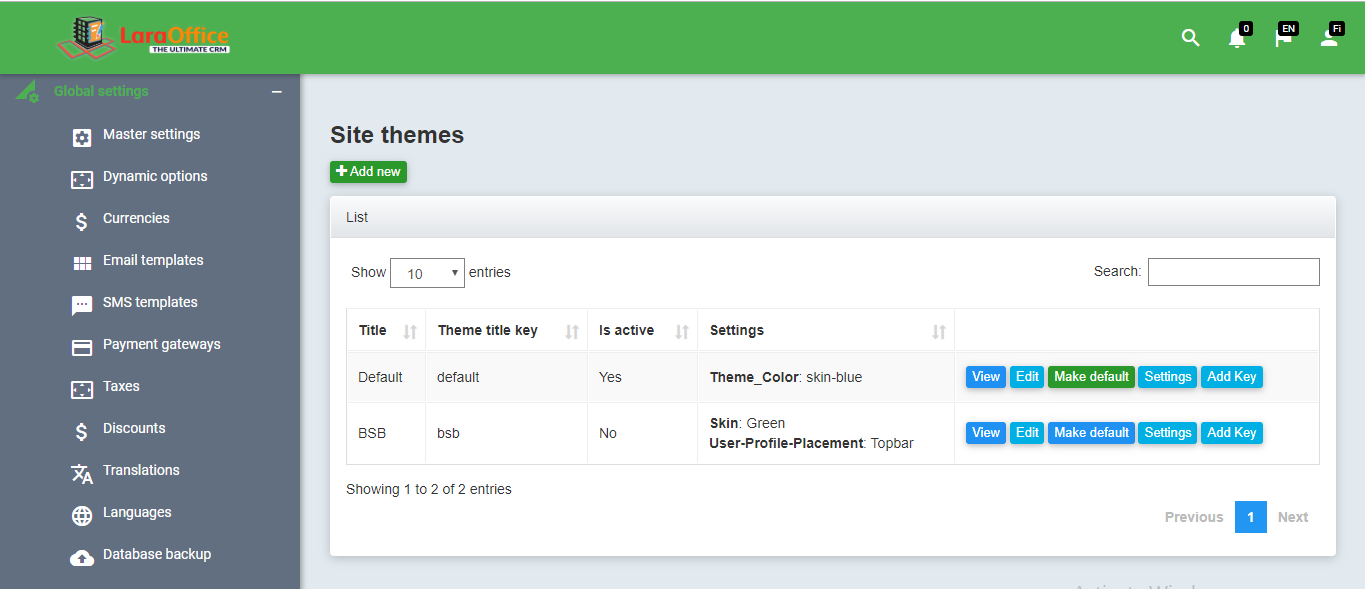 LaraOffice
THE ULTIMATE CRM
0
EN
Fi
Global settings
Master settings
Dynamic options
Currencies
Email templates
SMS templates
Payment gateways
Taxes
Discounts
Translations
Languages
Database backup
Site themes
Add new
List
Show 10 entries
Search:
Title Theme title key Is active Settings
Default default Yes Theme_Color: skin-blue View Edit Make default Settings Add Key
BSB bsb No Skin: Green
User-Profile-Placement: Topbar View Edit Make default Settings Add Key
Showing 1 to 2 of 2 entries
Previous 1 Next